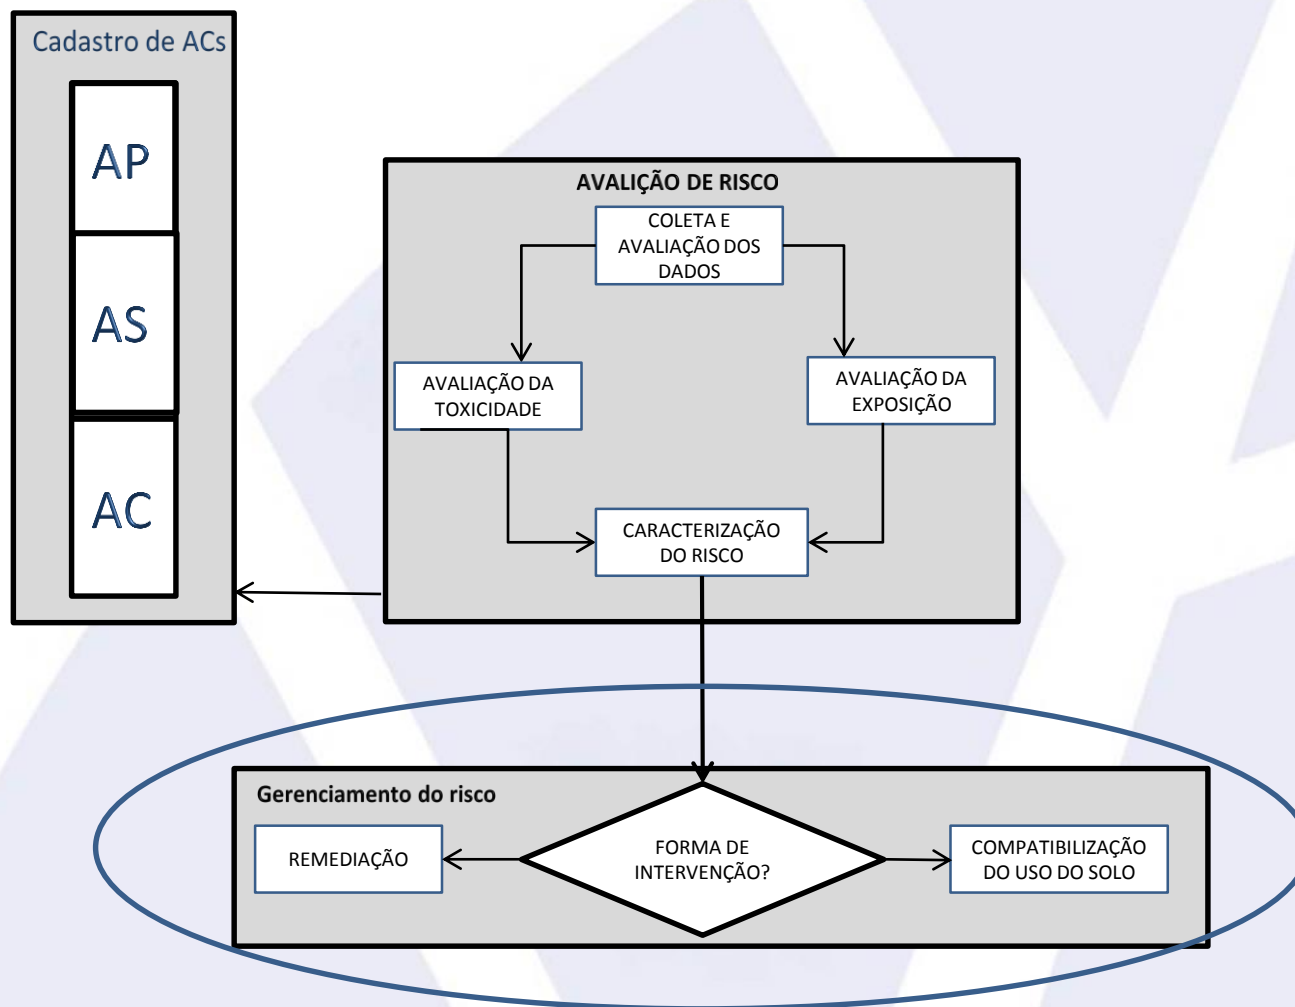 Cadastro de ACs
AP
AS
AC
AVALIÇÃO DE RISCO
COLETA E
AVALIAÇÃO DOS
DADOS
AVALIAÇÃO DA
TOXICIDADE
AVALIAÇÃO DA
EXPOSIÇÃO
CARACTERIZAÇÃO
DO RISCO
Gerenciamento do risco
REMEDIAÇÃO
FORMA DE
INTERVENÇÃO?
COMPATIBILIZAÇÃO
DO USO DO SOLO